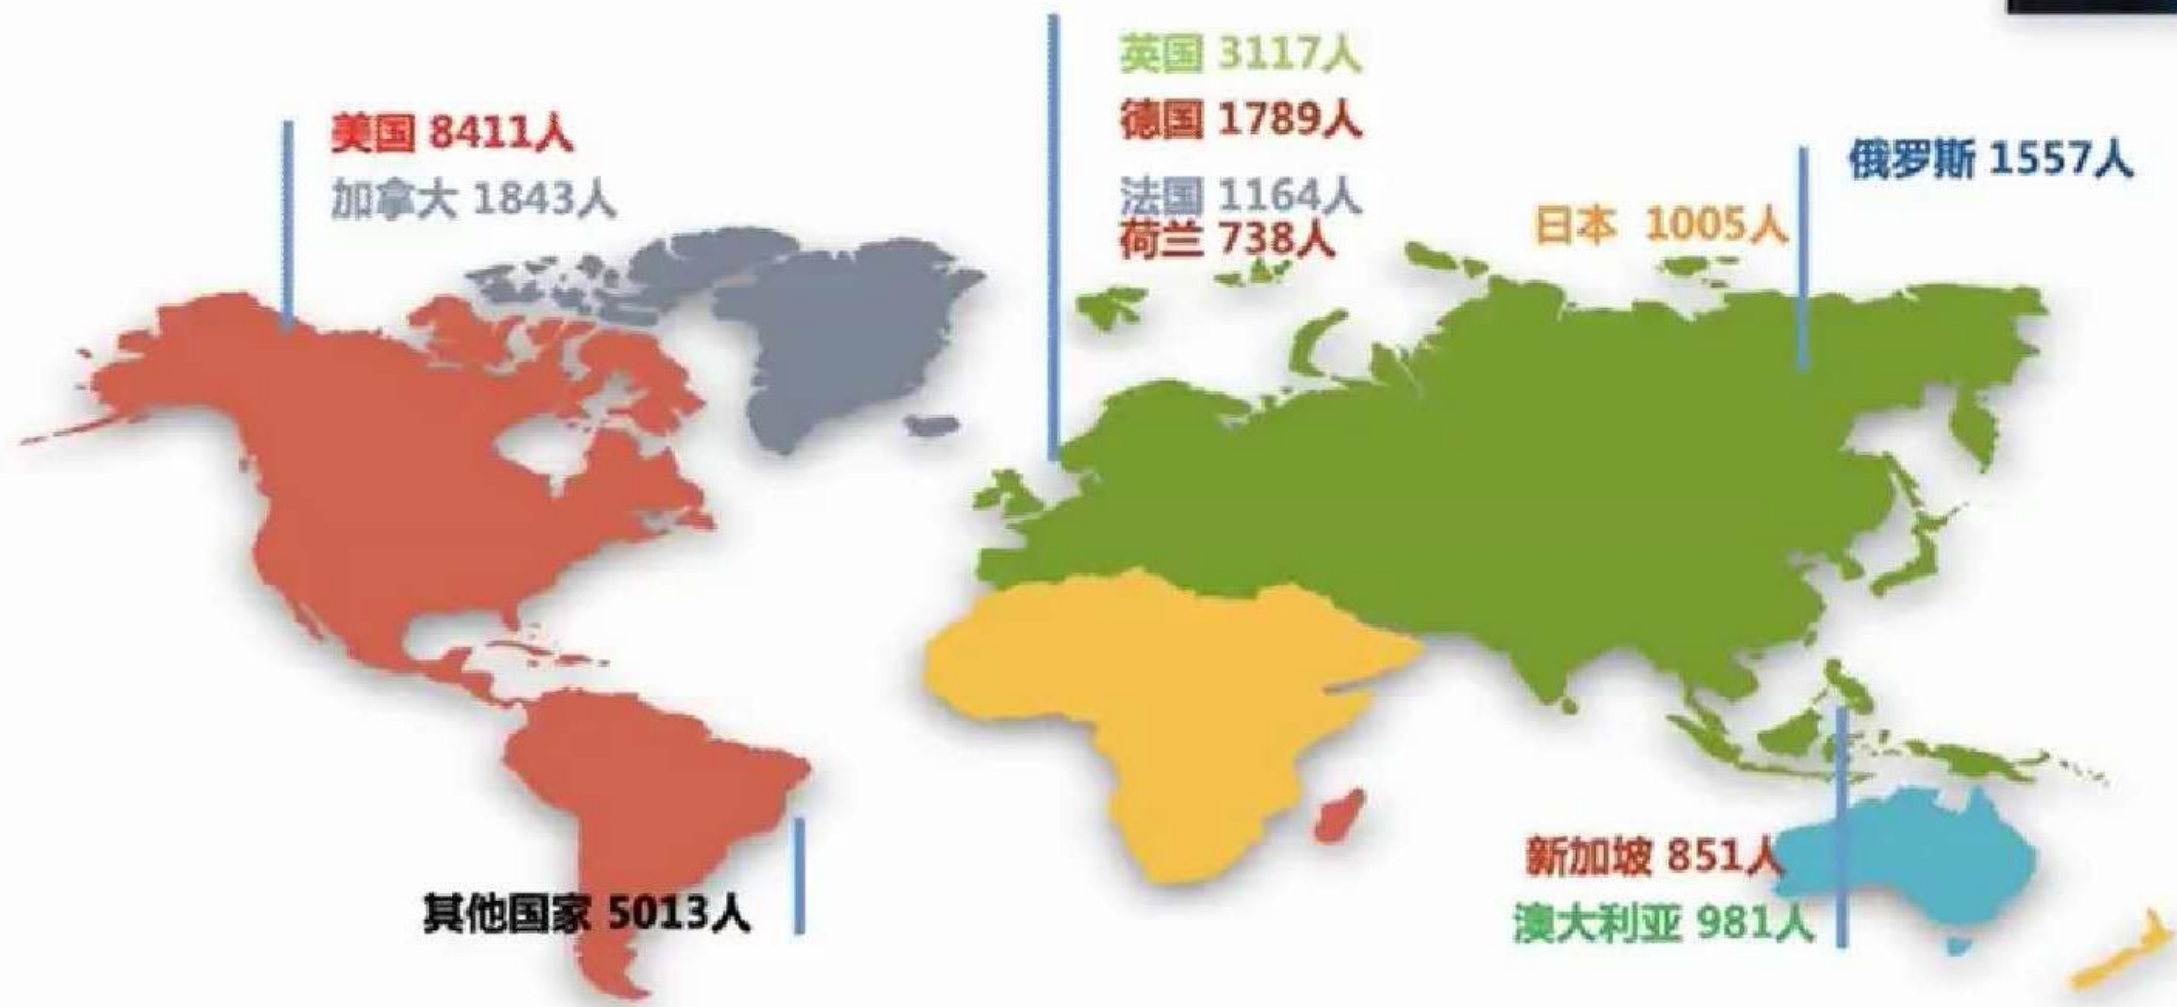 美国 8411人
加拿大 1843人
英国 3117人
德国 1789人
法国 1164人
荷兰 738人
日本 1005人
俄罗斯 1557人
其他国家 5013人
新加坡 851人
澳大利亚 981人